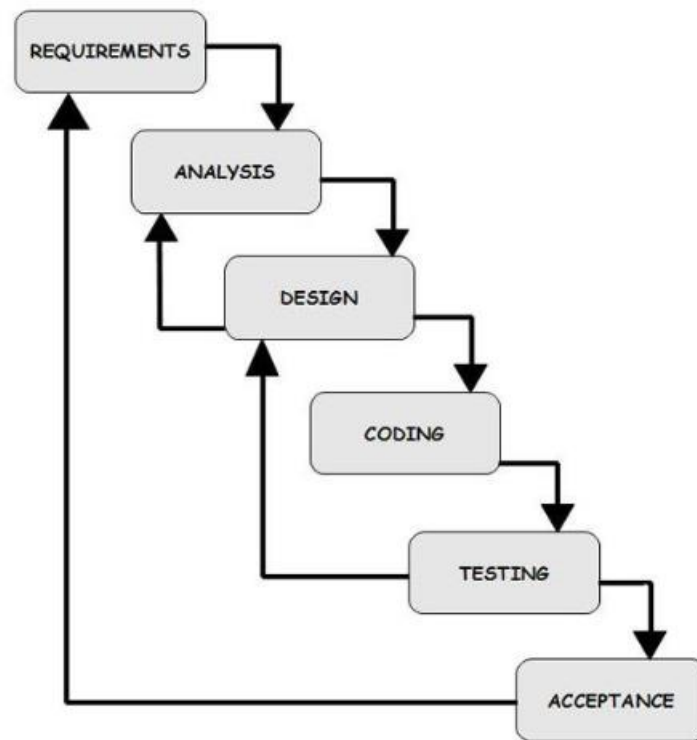 REQUIREMENTS
ANALYSIS
DESIGN
CODING
TESTING
ACCEPTANCE